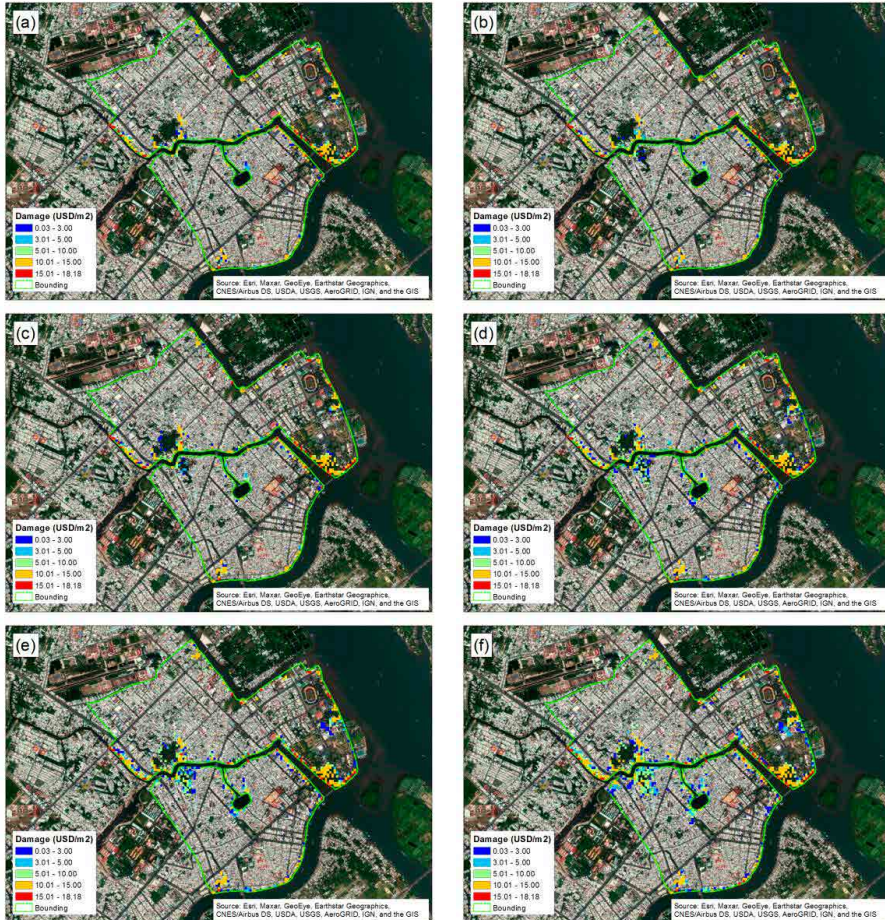 (a)
Damage (USD/m2)
0.03 - 3.00
3.01 - 5.00
5.01 - 10.00
10.01 - 15.00
15.01 - 18.18
Bounding
Source: Esri, Maxar, GeoEye, Earthstar Geographics,
CNES/Airbus DS, USDA, USGS, AeroGRID, IGN, and the GIS
(b)
Damage (USD/m2)
0.03 - 3.00
3.01 - 5.00
5.01 - 10.00
10.01 - 15.00
15.01 - 18.18
Bounding
Source: Esri, Maxar, GeoEye, Earthstar Geographics,
CNES/Airbus DS, USDA, USGS, AeroGRID, IGN, and the GIS
(c)
Damage (USD/m2)
0.03 - 3.00
3.01 - 5.00
5.01 - 10.00
10.01 - 15.00
15.01 - 18.18
Bounding
Source: Esri, Maxar, GeoEye, Earthstar Geographics,
CNES/Airbus DS, USDA, USGS, AeroGRID, IGN, and the GIS
(d)
Damage (USD/m2)
0.03 - 3.00
3.01 - 5.00
5.01 - 10.00
10.01 - 15.00
15.01 - 18.18
Bounding
Source: Esri, Maxar, GeoEye, Earthstar Geographics,
CNES/Airbus DS, USDA, USGS, AeroGRID, IGN, and the GIS
(e)
Damage (USD/m2)
0.03 - 3.00
3.01 - 5.00
5.01 - 10.00
10.01 - 15.00
15.01 - 18.18
Bounding
Source: Esri, Maxar, GeoEye, Earthstar Geographics,
CNES/Airbus DS, USDA, USGS, AeroGRID, IGN, and the GIS
(f)
Damage (USD/m2)
0.03 - 3.00
3.01 - 5.00
5.01 - 10.00
10.01 - 15.00
15.01 - 18.18
Bounding
Source: Esri, Maxar, GeoEye, Earthstar Geographics,
CNES/Airbus DS, USDA, USGS, AeroGRID, IGN, and the GIS